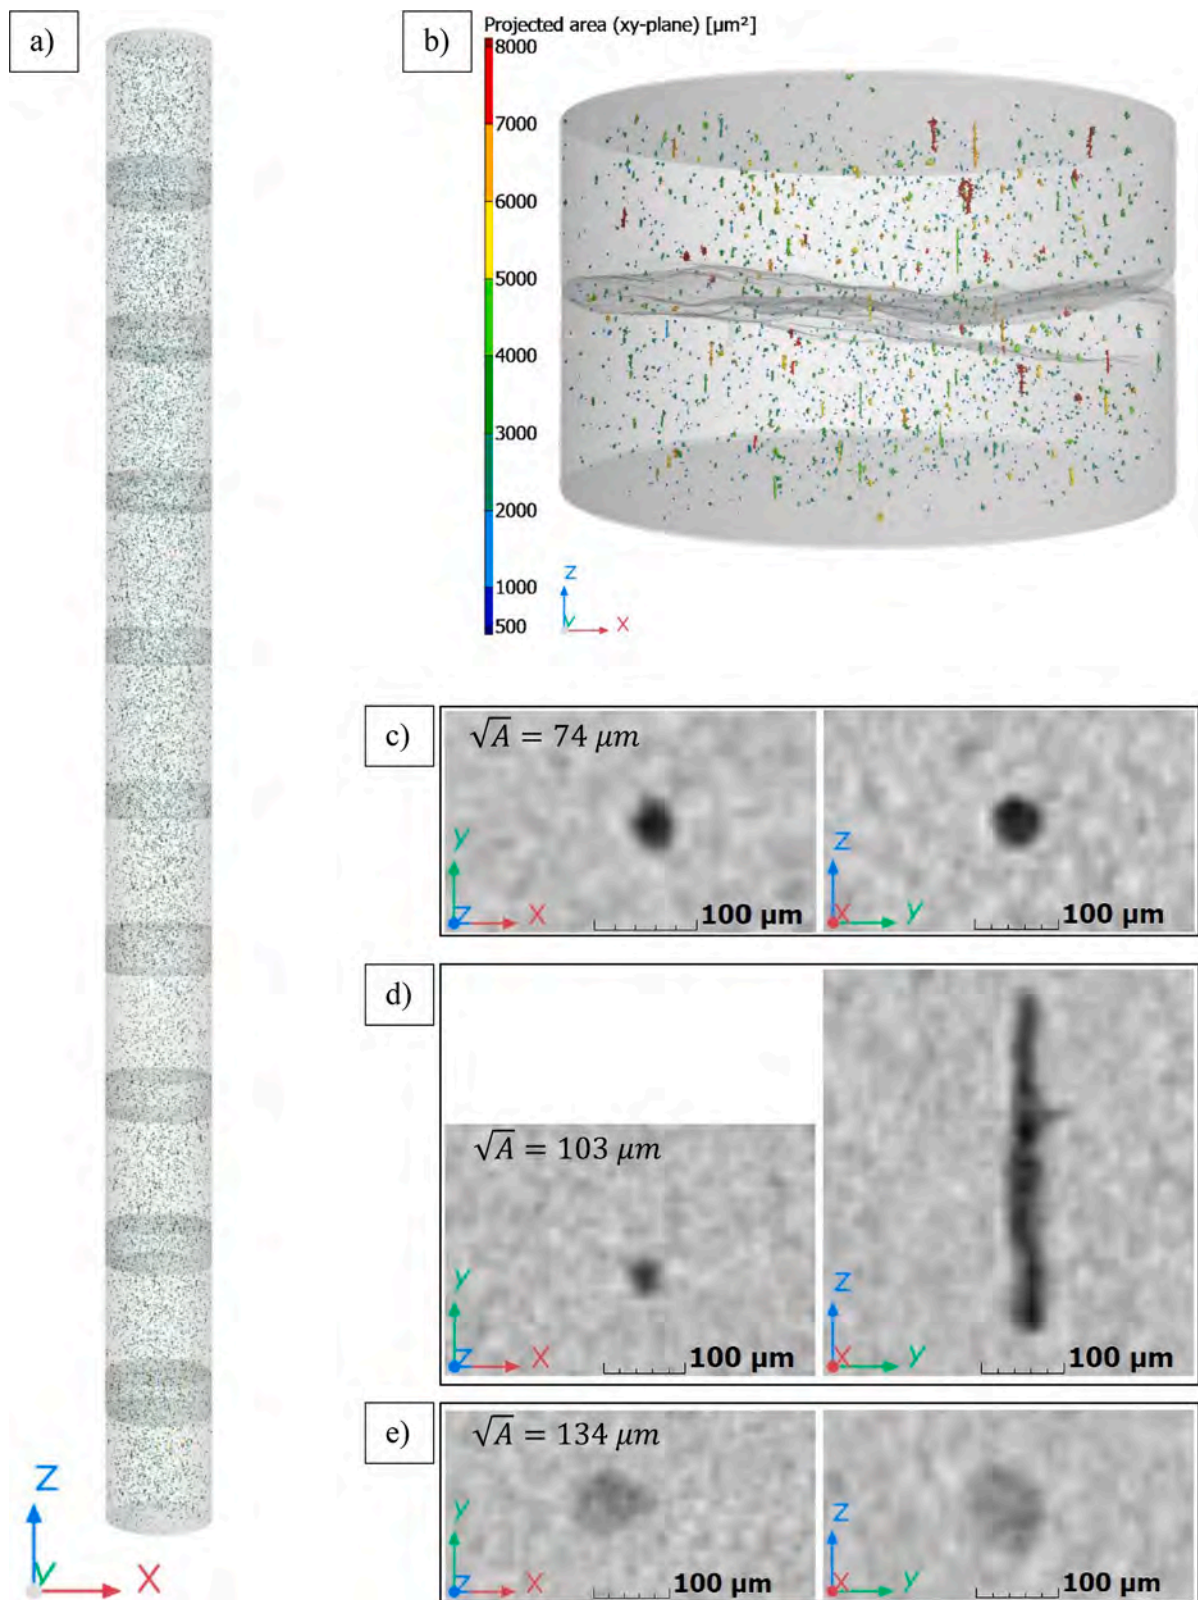 a)
Z
Y
X
b)
Projected area (xy-plane) [µm²]
8000
7000
6000
5000
4000
3000
2000
1000
500
Z
Y
X
c)
√A = 74 µm
Y
Z
X
100 µm
Z
X
Y
100 µm
d)
√A = 103 µm
Y
Z
X
100 µm
Z
X
Y
100 µm
e)
√A = 134 µm
Y
Z
X
100 µm
Z
X
Y
100 µm